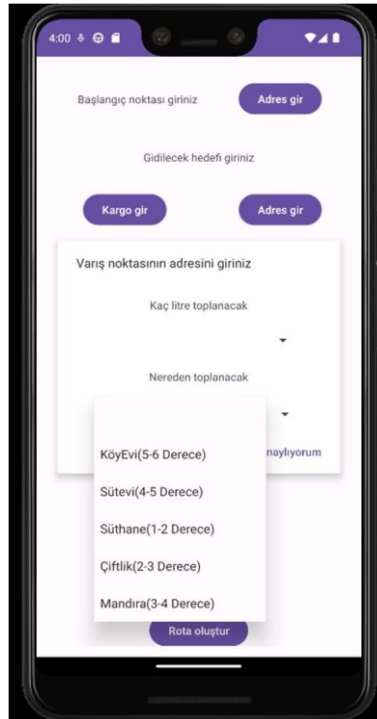 4:00
Başlangıç noktası giriniz
Adres gir
Gidilecek hedefi giriniz
Kargo gir
Adres gir
Varış noktasının adresini giriniz
Kaç litre toplanacak
Nereden toplanacak
naylıyorum
KöyEvi(5-6 Derece)
Sütevi(4-5 Derece)
Süthane(1-2 Derece)
Çiftlik(2-3 Derece)
Mandıra(3-4 Derece)
Rota oluştur